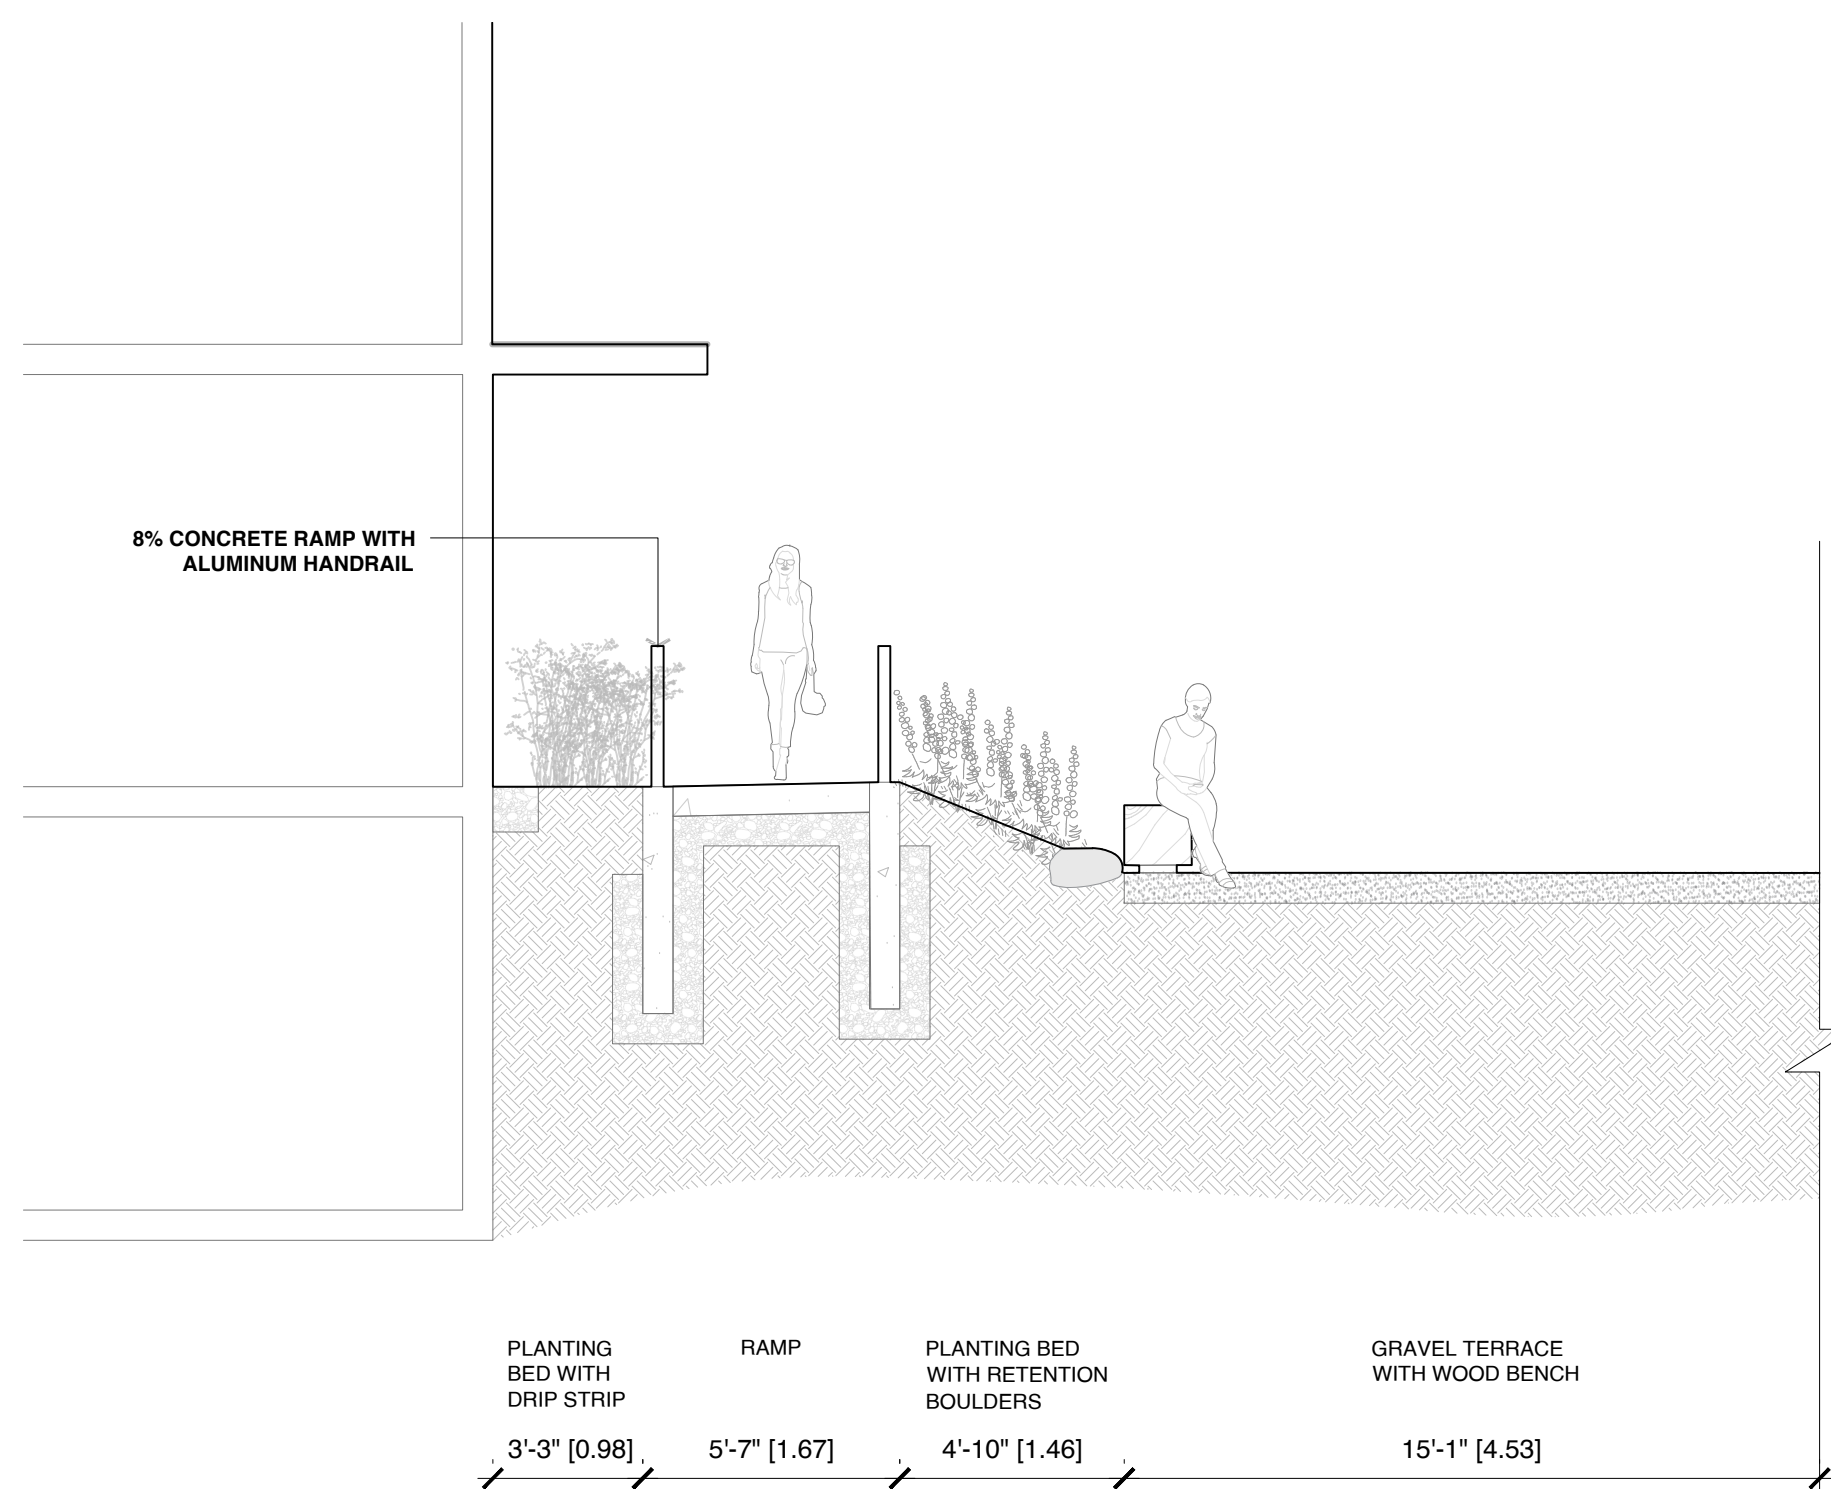 8% CONCRETE RAMP WITH
ALUMINUM HANDRAIL
PLANTING
BED WITH
DRIP STRIP
3'-3" [0.98]
RAMP
5'-7" [1.67]
PLANTING BED
WITH RETENTION
BOULDERS
4'-10" [1.46]
GRAVEL TERRACE
WITH WOOD BENCH
15'-1" [4.53]